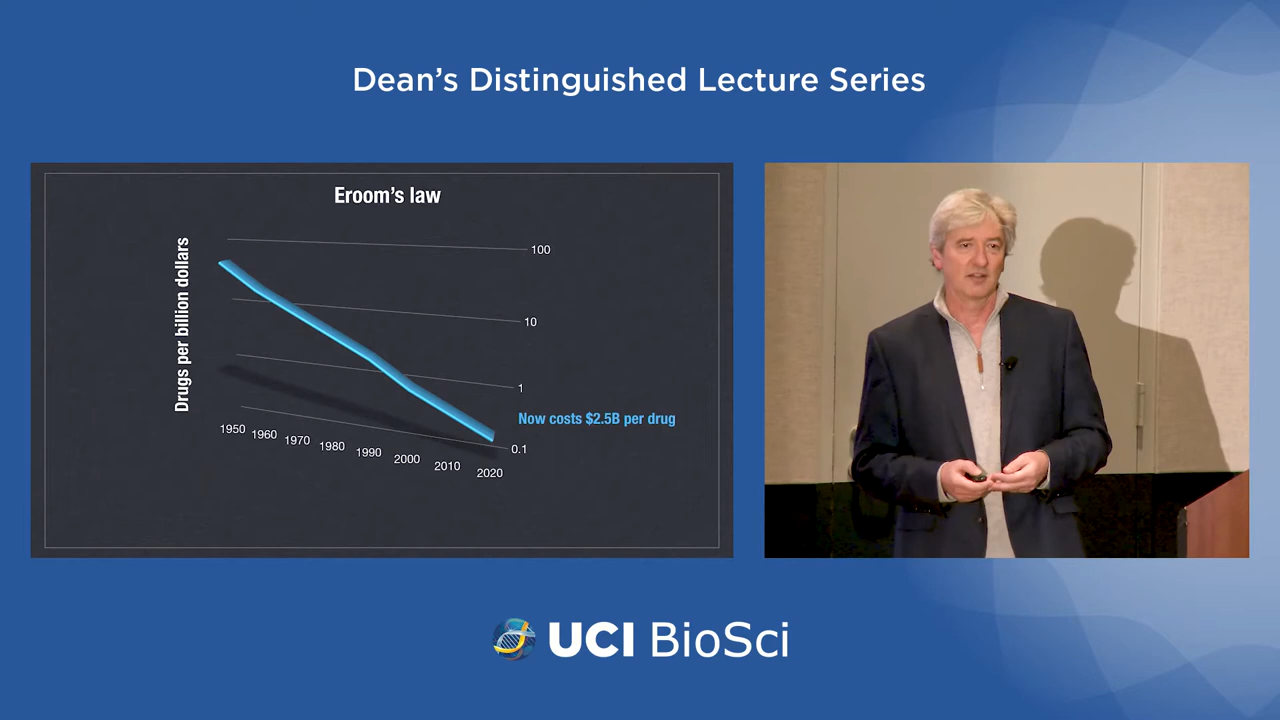 Dean's Distinguished Lecture Series
Eroom's law
Drugs per billion dollars
100
10
1
Now costs $2.5B per drug
0.1
1950 1960 1970 1980 1990 2000 2010 2020
UCI BioSci